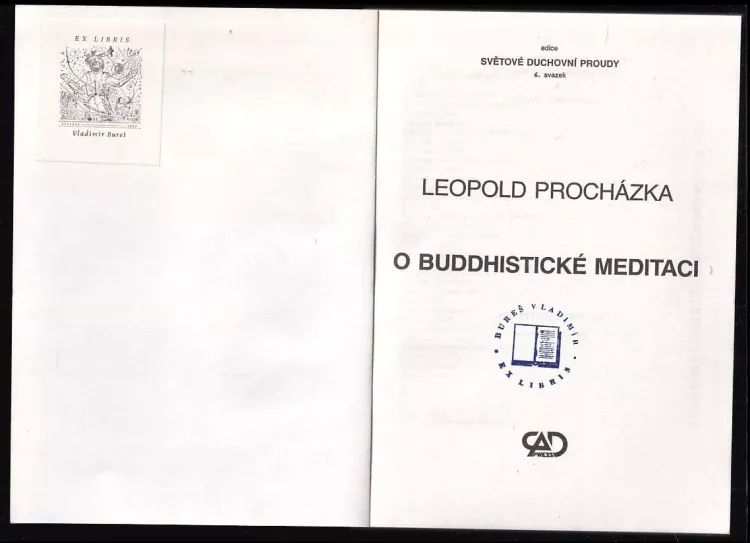 EX LIBRIS
Vladimír Bureš
edice
SVĚTOVÉ DUCHOVNÍ PROUDY
6. svazek
LEOPOLD PROCHÁZKA
O BUDDHISTICKÉ MEDITACI
BUREŠ VLADIMÍR
EX LIBRIS
CAD
PRESS